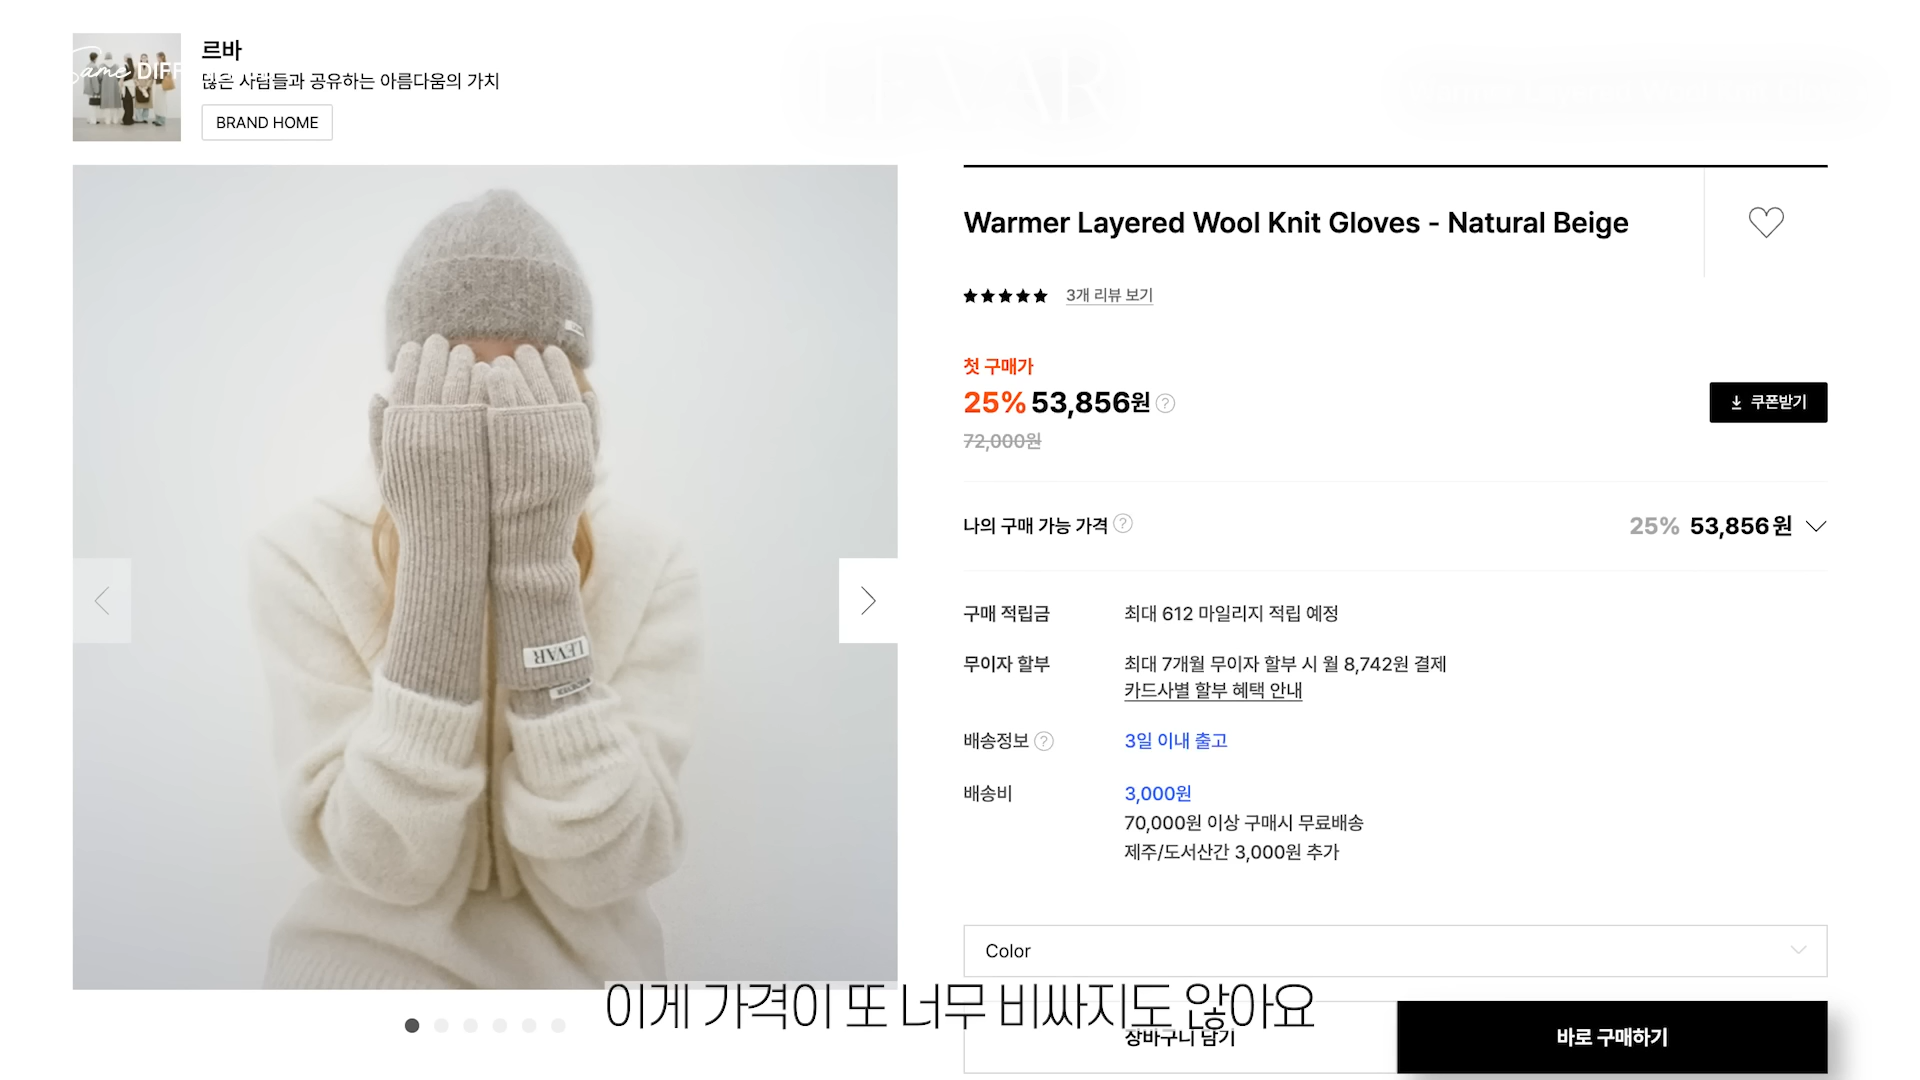 르바
많은 사람들과 공유하는 아름다움의 가치
BRAND HOME
Same DIFF
LEVAR
Warmer Layered Wool Knit Gloves - Natural Beige
3개 리뷰 보기
첫 구매가
25% 53,856원
72,000원
쿠폰받기
나의 구매 가능 가격
25% 53,856원
구매 적립금 최대 612 마일리지 적립 예정
무이자 할부 최대 7개월 무이자 할부 시 월 8,742원 결제
카드사별 할부 혜택 안내
배송정보 3일 이내 출고
배송비 3,000원
70,000원 이상 구매시 무료배송
제주/도서산간 3,000원 추가
Color
이게 가격이 또 너무 비싸지도 않아요
장바구니 담기
바로 구매하기